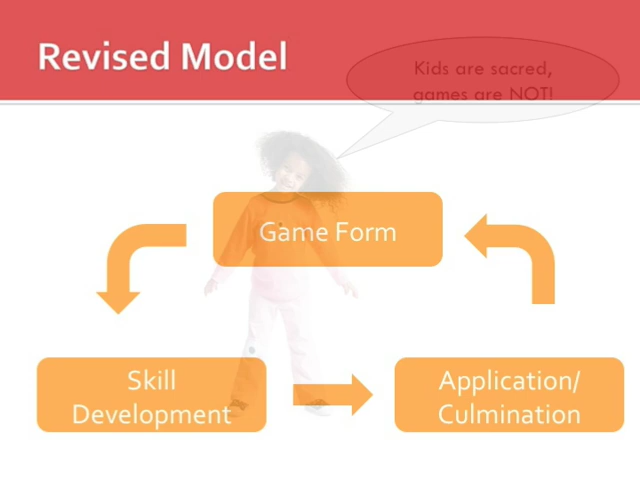 Revised Model
Kids are sacred,
games are NOT!
Game Form
Skill
Development
Application/
Culmination